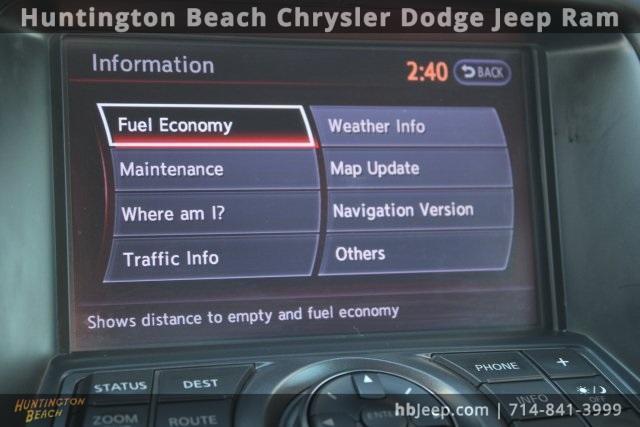 Huntington Beach Chrysler Dodge Jeep Ram
Information
2:40
BACK
Fuel Economy
Weather Info
Maintenance
Map Update
Where am I?
Navigation Version
Traffic Info
Others
Shows distance to empty and fuel economy
STATUS
DEST
PHONE
+
ZOOM
ROUTE
ENTER
INFO
OFF
HUNTINGTON
BEACH
hbjeep.com | 714-841-3999